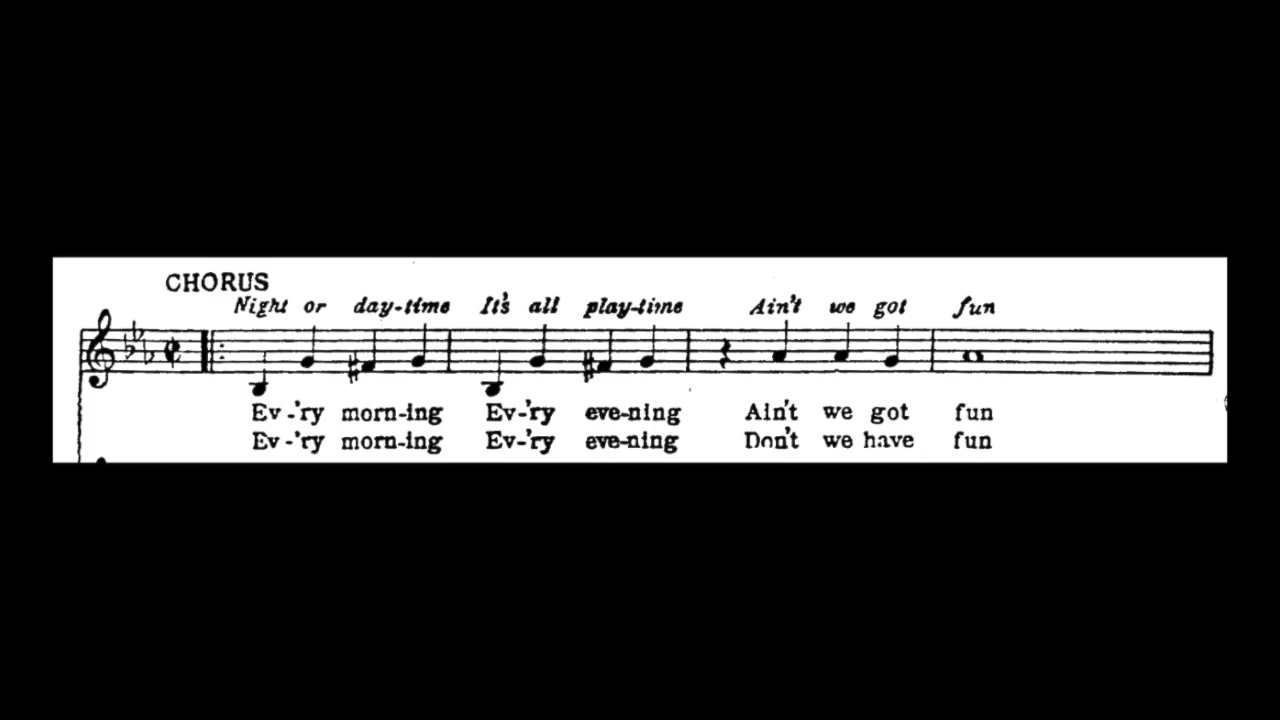 CHORUS
Night or day-time It's all play-time Ain't we got fun
Ev-'ry morn-ing Ev-'ry eve-ning Ain't we got fun
Ev-'ry morn-ing Ev-'ry eve-ning Don't we have fun